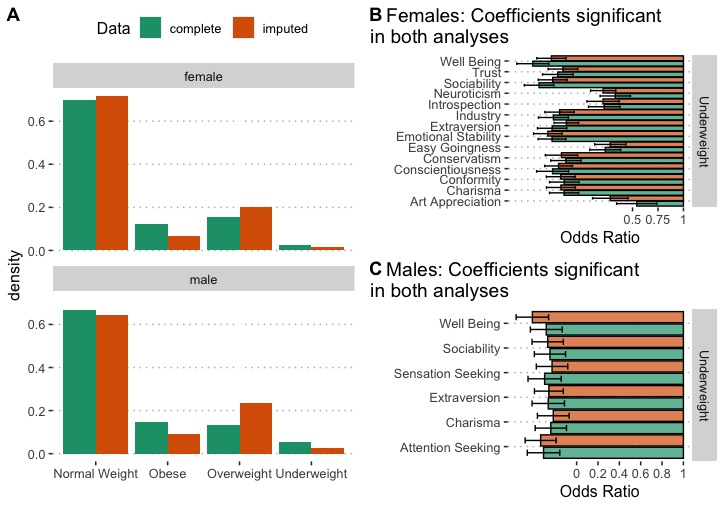 A
Data complete imputed
female
0.6
0.4
0.2
0.0
male
0.6
0.4
0.2
0.0
density
Normal Weight Obese Overweight Underweight
B Females: Coefficients significant
in both analyses
Well Being
Trust
Sociability
Neuroticism
Introspection
Industry
Extraversion
Emotional Stability
Easy Goingness
Conservatism
Conscientiousness
Conformity
Charisma
Art Appreciation
Underweight
0.5 0.75 1
Odds Ratio
C Males: Coefficients significant
in both analyses
Well Being
Sociability
Sensation Seeking
Extraversion
Charisma
Attention Seeking
Underweight
0 0.2 0.4 0.6 0.8 1
Odds Ratio